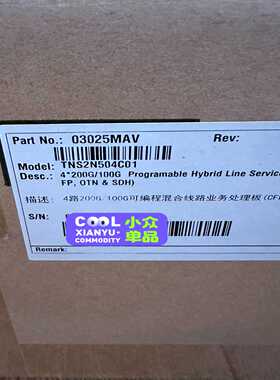 Part No.: 03025MAV Rev:
Model: TNS2N504C01
Desc.: 4*200G/100G Programable Hybrid Line Servic
FP, OTN & SDH)
描述: 4路200G/100G可编程混合线路业务处理板(CF
S/N:
COOL 小众
XIANYU- 单品
COMMODITY
Remark: